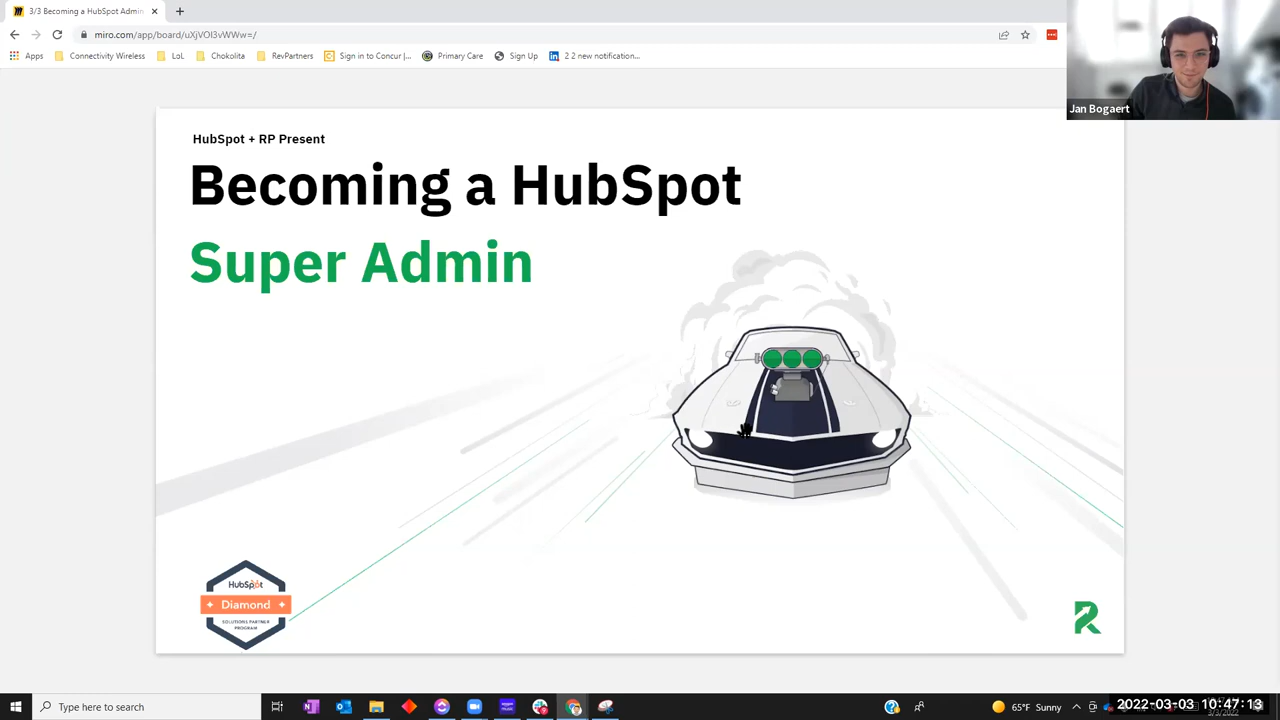 3/3 Becoming a HubSpot Admin
miro.com/app/board/uXjVOI3vWWw=/
Apps
Connectivity Wireless
LoL
Chokolita
RevPartners
Sign in to Concur |...
Primary Care
Sign Up
2 2 new notification...
Jan Bogaert
HubSpot + RP Present
Becoming a HubSpot
Super Admin
HubSpot
Diamond
SOLUTIONS PARTNER
PROGRAM
Type here to search
65°F Sunny
2022-03-03 10:47:13